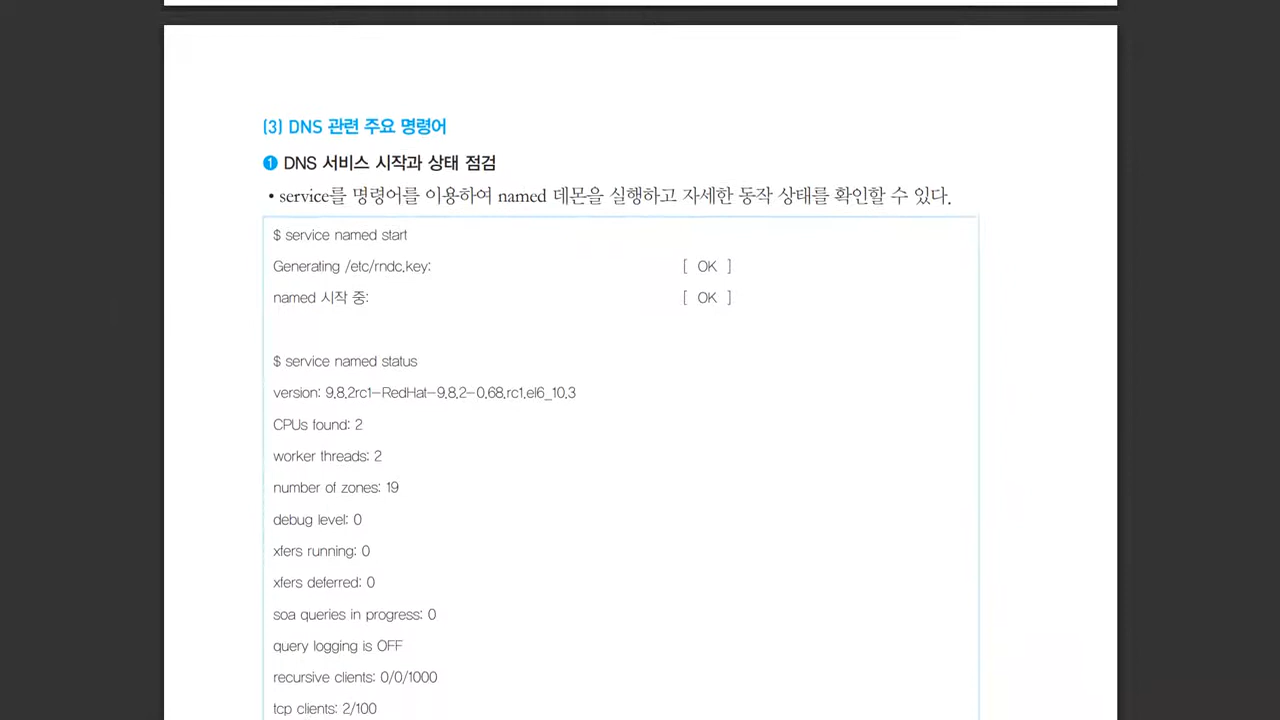 (3) DNS 관련 주요 명령어
❶ DNS 서비스 시작과 상태 점검
• service를 명령어를 이용하여 named 데몬을 실행하고 자세한 동작 상태를 확인할 수 있다.
$ service named start
Generating /etc/rndc.key: [ OK ]
named 시작 중: [ OK ]
$ service named status
version: 9.8.2rc1-RedHat-9.8.2-0.68.rc1.el6_10.3
CPUs found: 2
worker threads: 2
number of zones: 19
debug level: 0
xfers running: 0
xfers deferred: 0
soa queries in progress: 0
query logging is OFF
recursive clients: 0/0/1000
tcp clients: 2/100